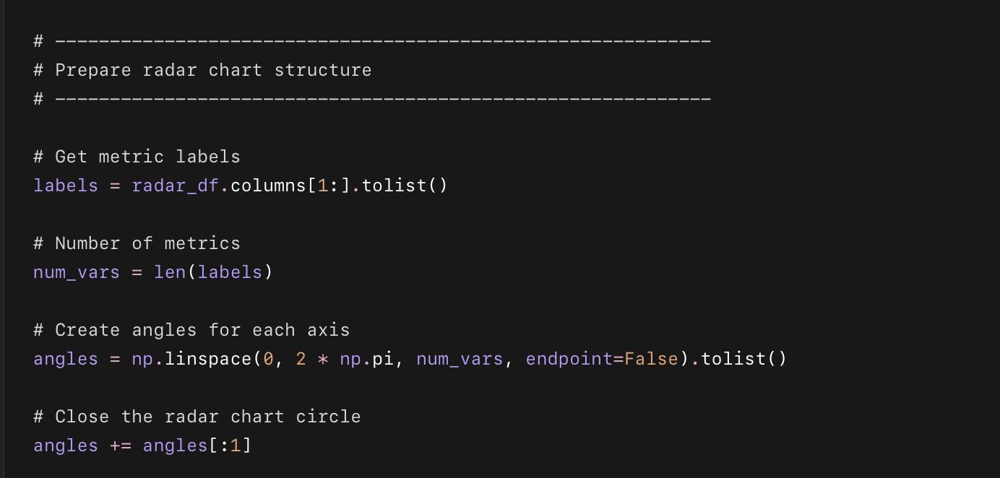 # ------------------------------------------------------------
# Prepare radar chart structure
# ------------------------------------------------------------
# Get metric labels
labels = radar_df.columns[1:].tolist()
# Number of metrics
num_vars = len(labels)
# Create angles for each axis
angles = np.linspace(0, 2 * np.pi, num_vars, endpoint=False).tolist()
# Close the radar chart circle
angles += angles[:1]